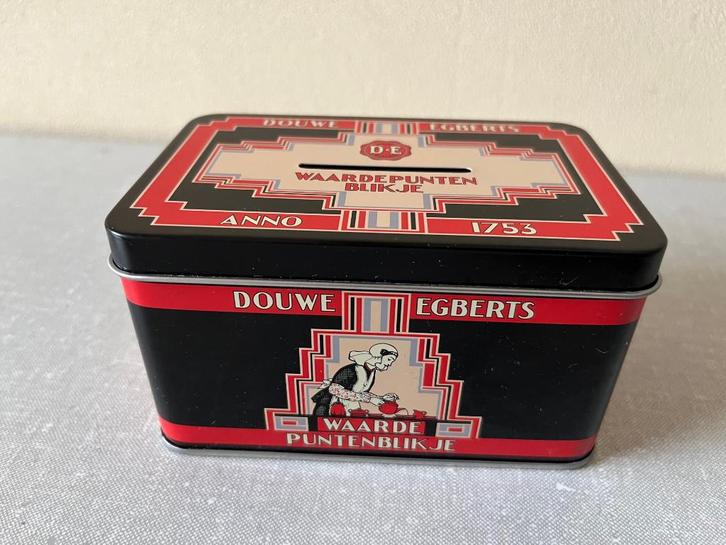 DOUWE EGBERTS
D·E
WAARDEPUNTEN
BLIKJE
ANNO 1753
DOUWE EGBERTS
WAARDE
PUNTENBLIKJE